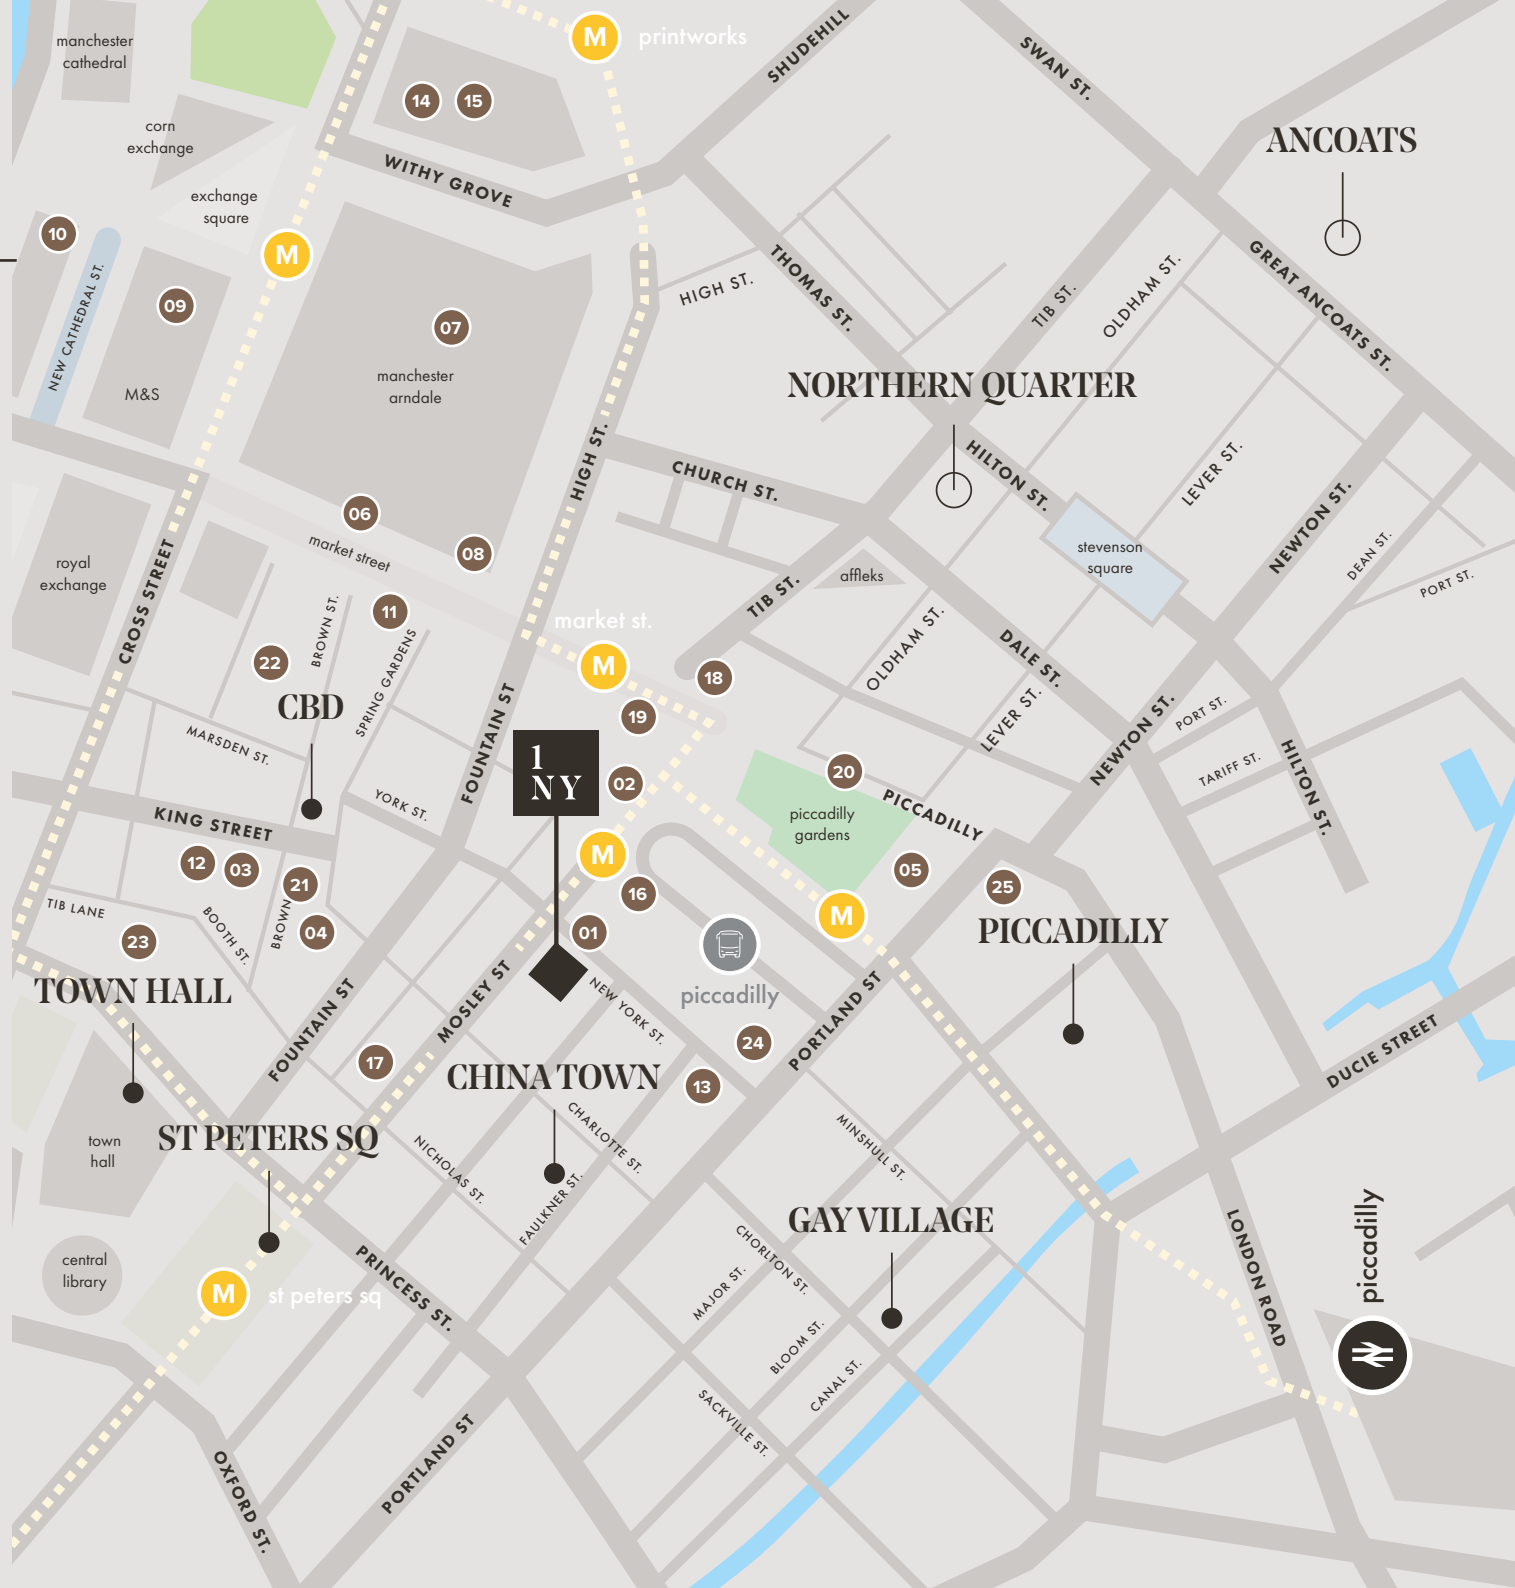 M
printworks
SHUDEHILL
SWAN ST.
manchester
cathedral
14
15
corn
exchange
ANCOATS
WITHY GROVE
exchange
square
10
M
NEW CATHEDRAL ST.
09
M&S
07
manchester
arndale
HIGH ST.
THOMAS ST.
TIB ST.
OLDHAM ST.
GREAT ANCOATS ST.
NORTHERN QUARTER
HIGH ST.
CHURCH ST.
HILTON ST.
LEVER ST.
NEWTON ST.
06
market street
08
stevenson
square
DEAN ST.
PORT ST.
royal
exchange
CROSS STREET
affleks
TIB ST.
11
BROWN ST.
SPRING GARDENS
market st.
M
OLDHAM ST.
DALE ST.
22
CBD
18
19
LEVER ST.
NEWTON ST.
PORT ST.
MARSDEN ST.
FOUNTAIN ST
1
NY
02
20
TARIFF ST.
HILTON ST.
YORK ST.
KING STREET
piccadilly
gardens
PICCADILLY
12
03
21
M
16
05
25
TIB LANE
BOOTH ST.
BROWN
04
23
01
M
PICCADILLY
TOWN HALL
piccadilly
NEW YORK ST.
MOSLEY ST
FOUNTAIN ST
PORTLAND ST
24
17
13
CHINA TOWN
DUCIE STREET
CHARLOTTE ST.
MINSHULL ST.
town
hall
ST PETERS SQ
NICHOLAS ST.
FAULKNER ST.
GAY VILLAGE
central
library
M
st peters sq
PRINCESS ST.
CHORLTON ST.
MAJOR ST.
BLOOM ST.
CANAL ST.
LONDON ROAD
piccadilly
SACKVILLE ST.
PORTLAND ST
OXFORD ST.